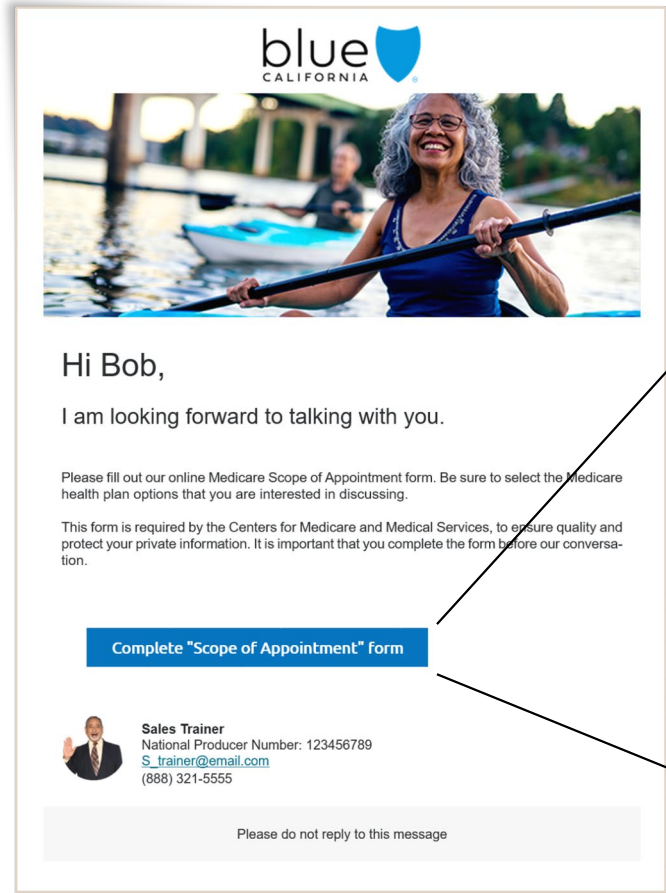 blue
CALIFORNIA
Hi Bob,
I am looking forward to talking with you.
Please fill out our online Medicare Scope of Appointment form. Be sure to select the Medicare
health plan options that you are interested in discussing.
This form is required by the Centers for Medicare and Medical Services, to ensure quality and
protect your private information. It is important that you complete the form before our conversa-
tion.
Complete "Scope of Appointment" form
Sales Trainer
National Producer Number: 123456789
S_trainer@email.com
(888) 321-5555
Please do not reply to this message